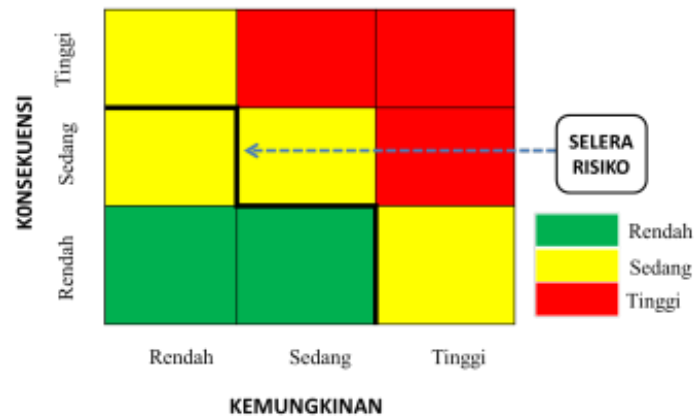 KONSEKUENSI
Tinggi
Sedang
Rendah
SELERA
RISIKO
Rendah
Sedang
Tinggi
Rendah
Sedang
Tinggi
KEMUNGKINAN